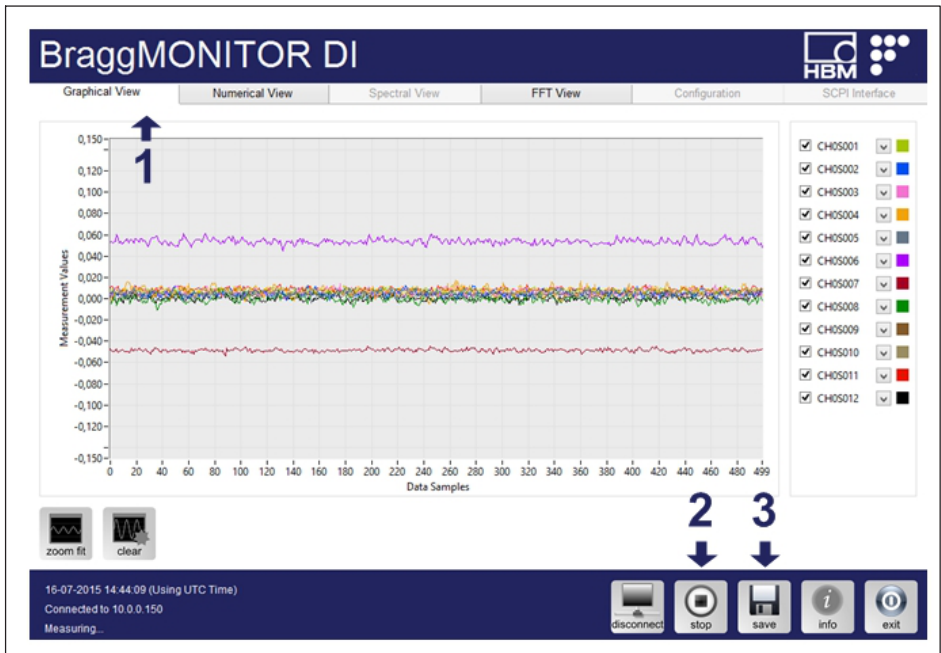 BraggMONITOR DI
HBM
Graphical View Numerical View Spectral View FFT View Configuration SCPI Interface
1
0,150
0,120
0,100
0,080
0,060
0,040
0,020
0,000
-0,020
-0,040
-0,060
-0,080
-0,100
-0,120
-0,150
Measurement Values
0 20 40 60 80 100 120 140 160 180 200 220 240 260 280 300 320 340 360 380 400 420 440 460 480 499
Data Samples
CH0S001
CH0S002
CH0S003
CH0S004
CH0S005
CH0S006
CH0S007
CH0S008
CH0S009
CH0S010
CH0S011
CH0S012
2 3
zoom fit clear
16-07-2015 14:44:09 (Using UTC Time)
Connected to 10.0.0.150
Measuring...
disconnect stop save info exit